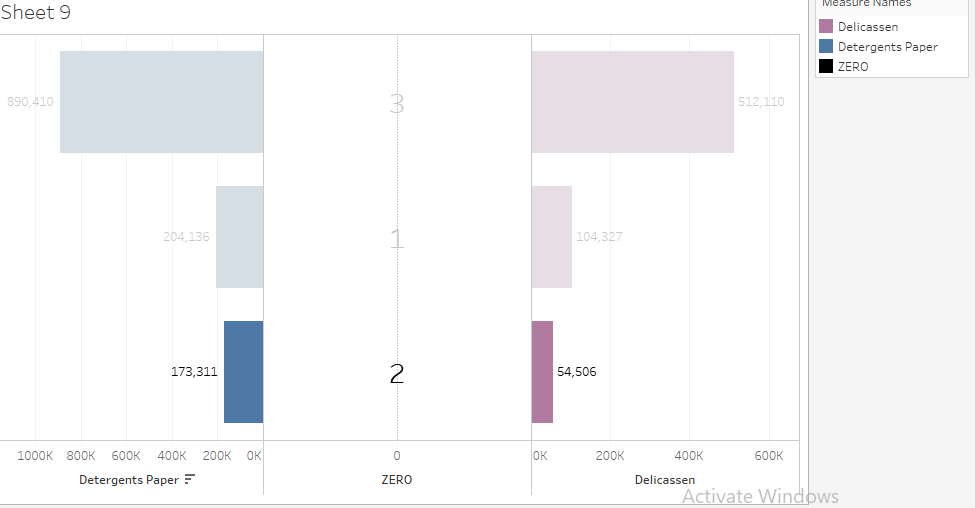 Sheet 9
Measure Names
Delicassen
Detergents Paper
ZERO
890,410 3 512,110
204,136 1 104,327
173,311 2 54,506
1000K 800K 600K 400K 200K 0K 0 0K 200K 400K 600K
Detergents Paper ZERO Delicassen
Activate Windows